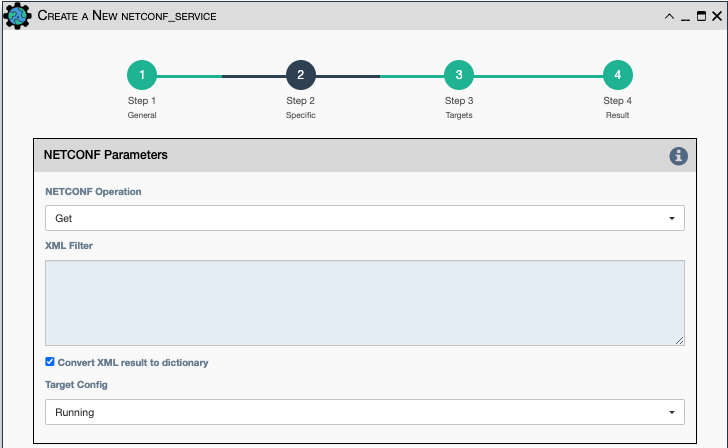 Create a New netconf_service
1 2 3 4
Step 1 Step 2 Step 3 Step 4
General Specific Targets Result
NETCONF Parameters
NETCONF Operation
Get
XML Filter
Convert XML result to dictionary
Target Config
Running